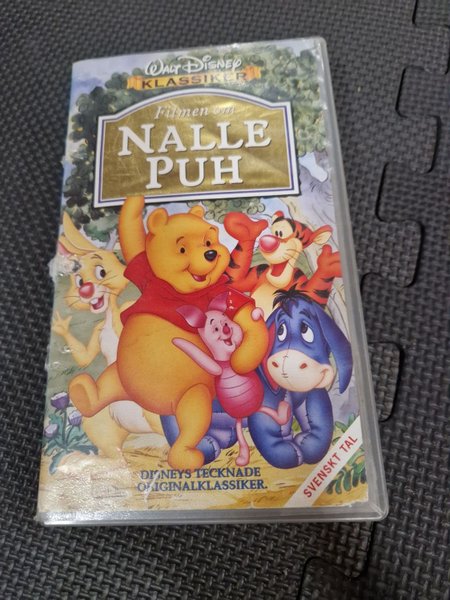 WALT DISNEY
KLASSIKER
Filmen om
NALLE
PUH
DISNEYS TECKNADE
ORIGINALKLASSIKER.
SVENSKT TAL